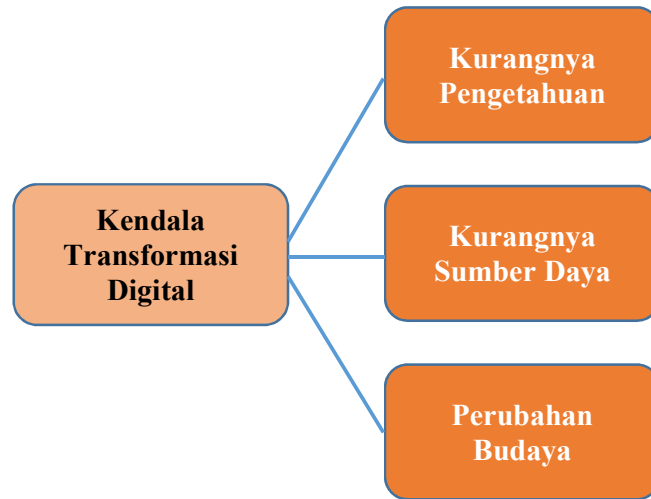 Kurangnya
Pengetahuan
Kendala
Transformasi
Digital
Kurangnya
Sumber Daya
Perubahan
Budaya